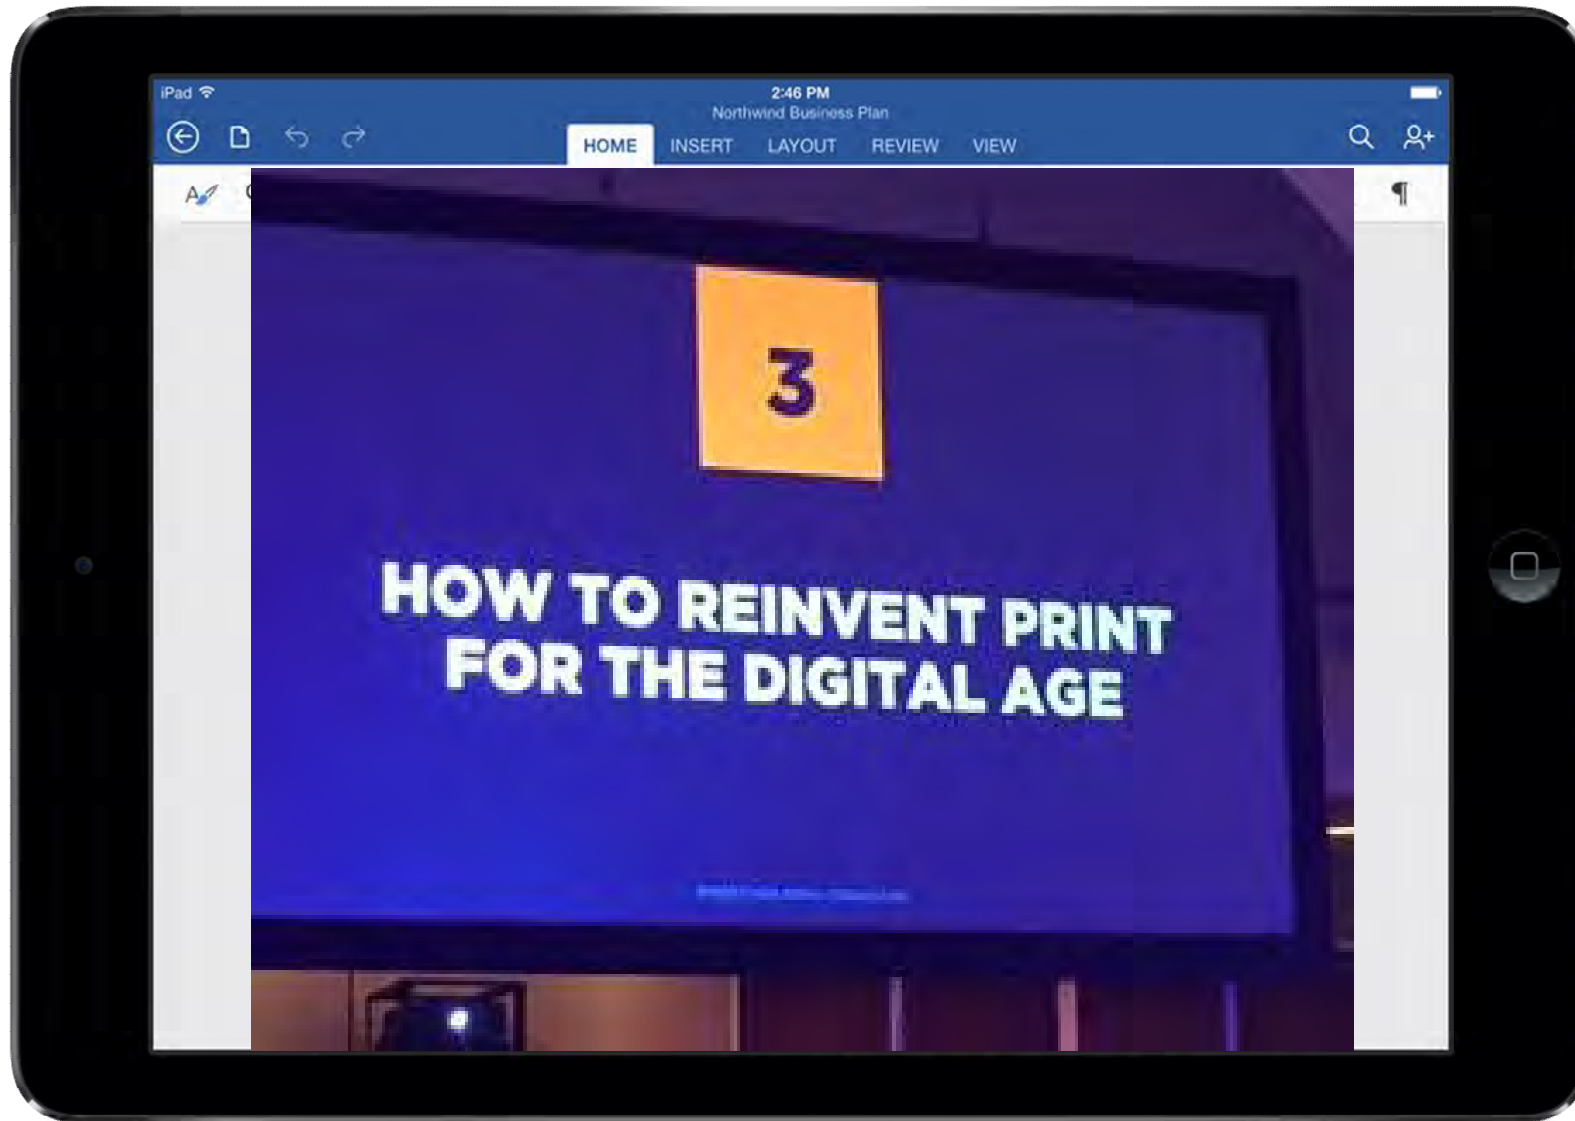 iPad
2:46 PM
Northwind Business Plan
HOME INSERT LAYOUT REVIEW VIEW
A ¶
3
HOW TO REINVENT PRINT
FOR THE DIGITAL AGE